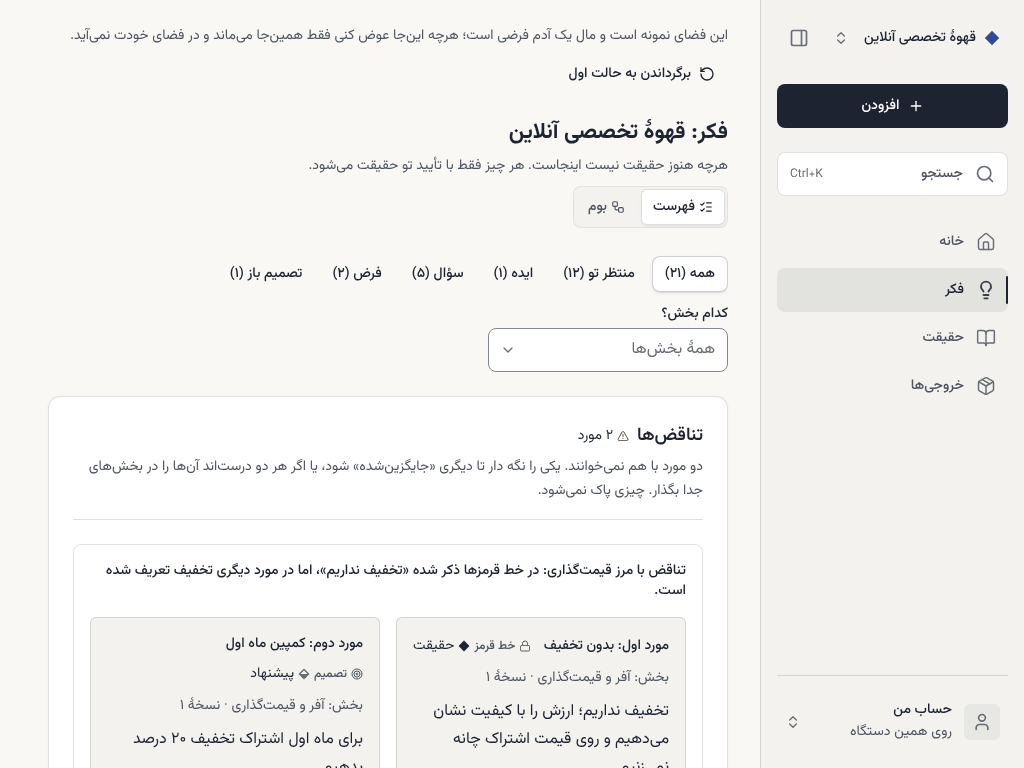 قهوهٔ تخصصی آنلاین
افزودن
جستجو
Ctrl+K
خانه
فکر
حقیقت
خروجی‌ها
حساب من
روی همین دستگاه
این فضای نمونه است و مال یک آدم فرضی است؛ هرچه این‌جا عوض کنی فقط همین‌جا می‌ماند و در فضای خودت نمی‌آید.
برگرداندن به حالت اول
فکر: قهوهٔ تخصصی آنلاین
هرچه هنوز حقیقت نیست اینجاست. هر چیز فقط با تأیید تو حقیقت می‌شود.
فهرست
بوم
همه (۲۱)
منتظر تو (۱۲)
ایده (۱)
سؤال (۵)
فرض (۲)
تصمیم باز (۱)
کدام بخش؟
همهٔ بخش‌ها
تناقض‌ها ۲ مورد
دو مورد با هم نمی‌خوانند. یکی را نگه دار تا دیگری «جایگزین‌شده» شود، یا اگر هر دو درست‌اند آن‌ها را در بخش‌های
جدا بگذار. چیزی پاک نمی‌شود.
تناقض با مرز قیمت‌گذاری: در خط قرمزها ذکر شده «تخفیف نداریم»، اما در مورد دیگری تخفیف تعریف شده
است.
مورد اول: بدون تخفیف خط قرمز حقیقت
بخش: آفر و قیمت‌گذاری · نسخهٔ ۱
تخفیف نداریم؛ ارزش را با کیفیت نشان
می‌دهیم و روی قیمت اشتراک چانه
نمی‌زنیم
مورد دوم: کمپین ماه اول
تصمیم پیشنهاد
بخش: آفر و قیمت‌گذاری · نسخهٔ ۱
برای ماه اول اشتراک تخفیف ۲۰ درصد
بدهیم